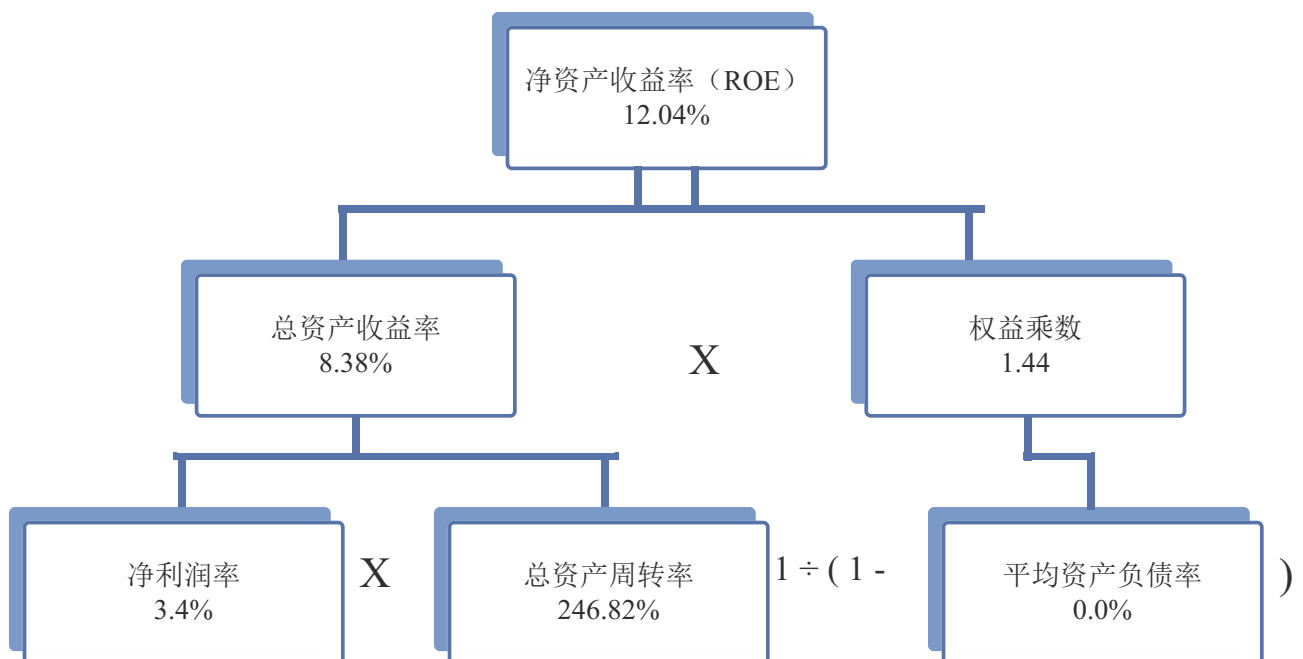 净资产收益率（ROE）
12.04%
总资产收益率
8.38%
X
权益乘数
1.44
净利润率
3.4%
X
总资产周转率
246.82%
1 ÷ ( 1 -
平均资产负债率
0.0%
)